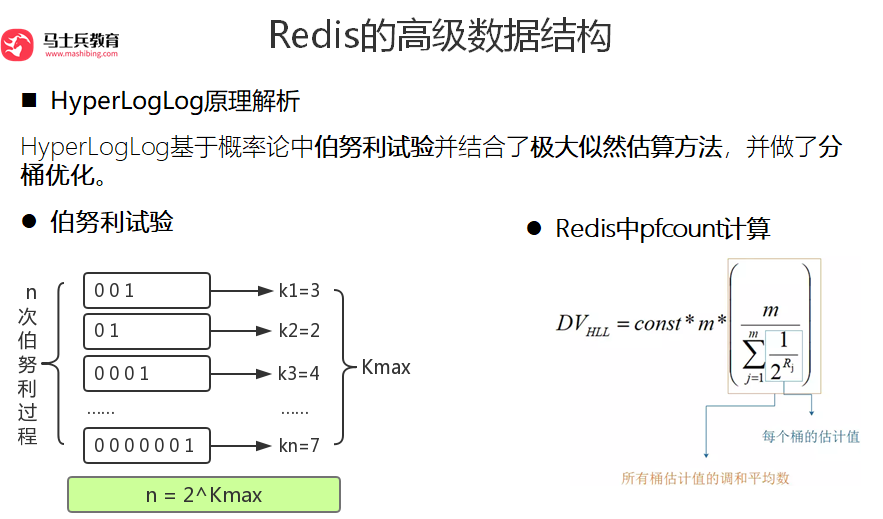 马士兵教育
www.mashibing.com
Redis的高级数据结构
HyperLogLog原理解析
HyperLogLog基于概率论中伯努利试验并结合了极大似然估算方法，并做了分
桶优化。
伯努利试验
n次伯努利过程
0 0 1
k1=3
0 1
k2=2
0 0 0 1
k3=4
......
......
0 0 0 0 0 0 1
kn=7
Kmax
n = 2^Kmax
Redis中pfcount计算
DV_HLL = const * m * ( m / ∑_{j=1}^{m} 1 / 2^{R_j} )
每个桶的估计值
所有桶估计值的调和平均数